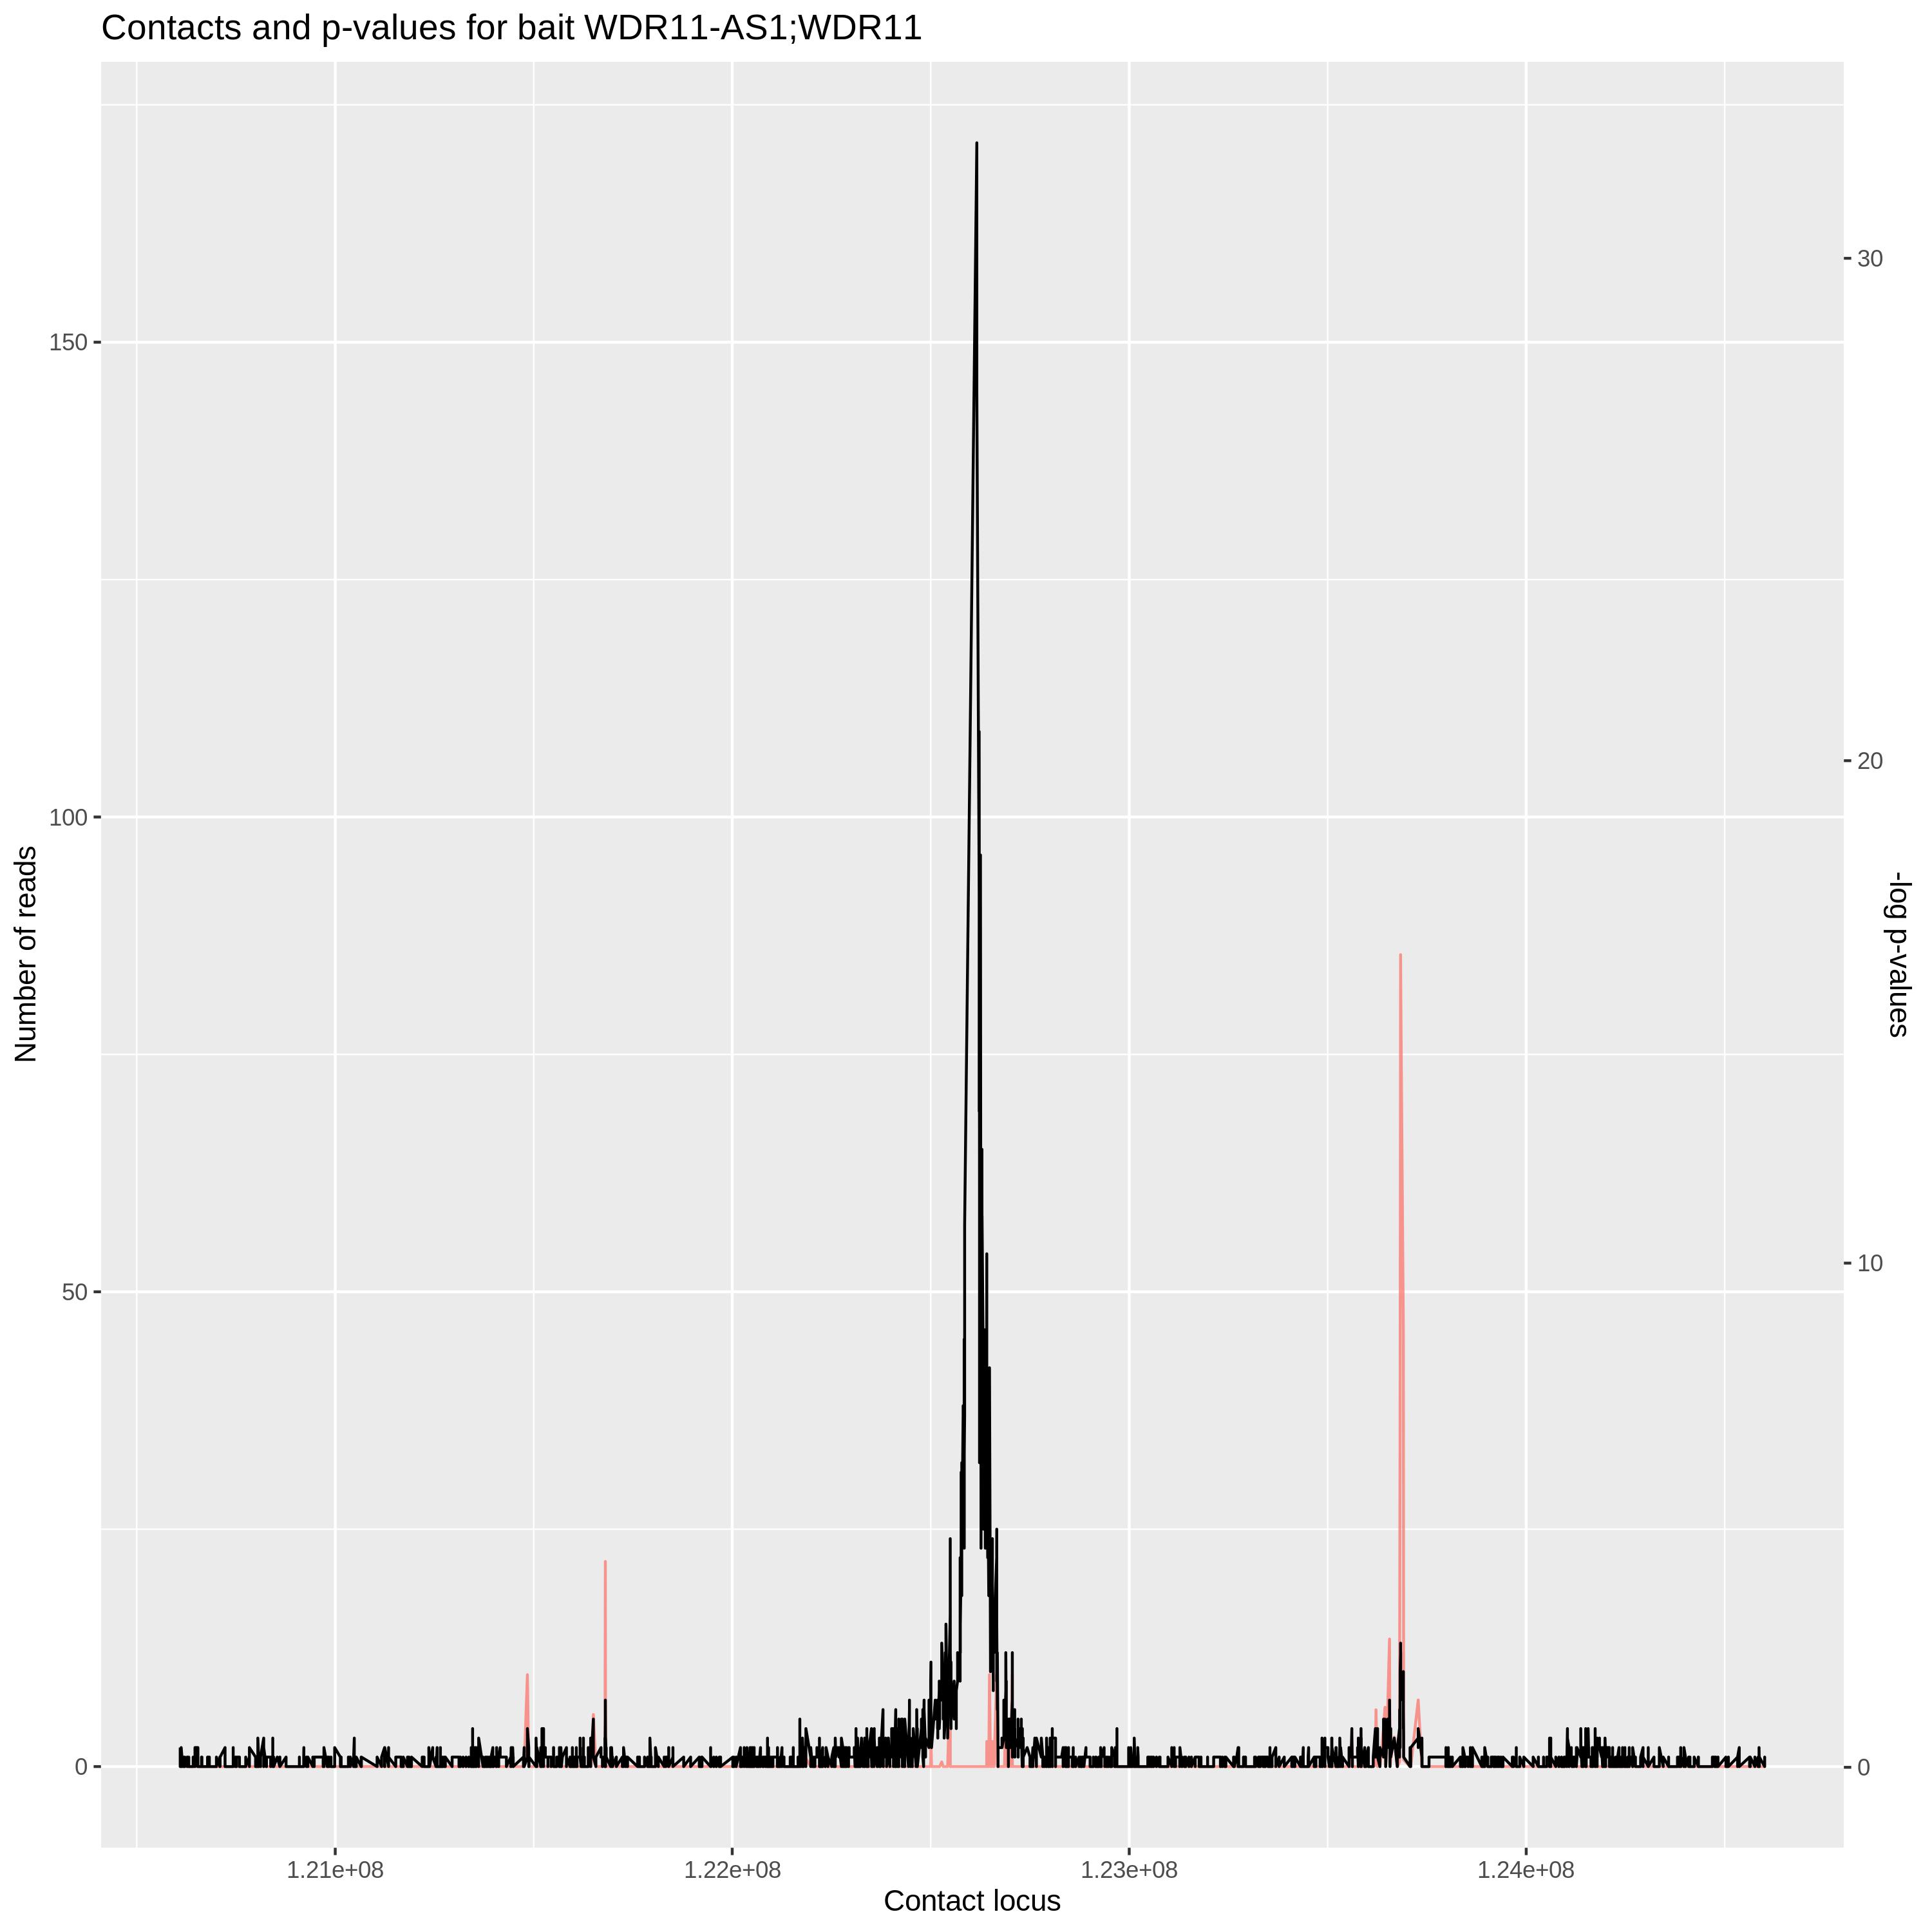 Contacts and p-values for bait WDR11-AS1;WDR11
150
100
50
0
Number of reads
30
20
10
0
-log p-values
1.21e+08
1.22e+08
1.23e+08
1.24e+08
Contact locus